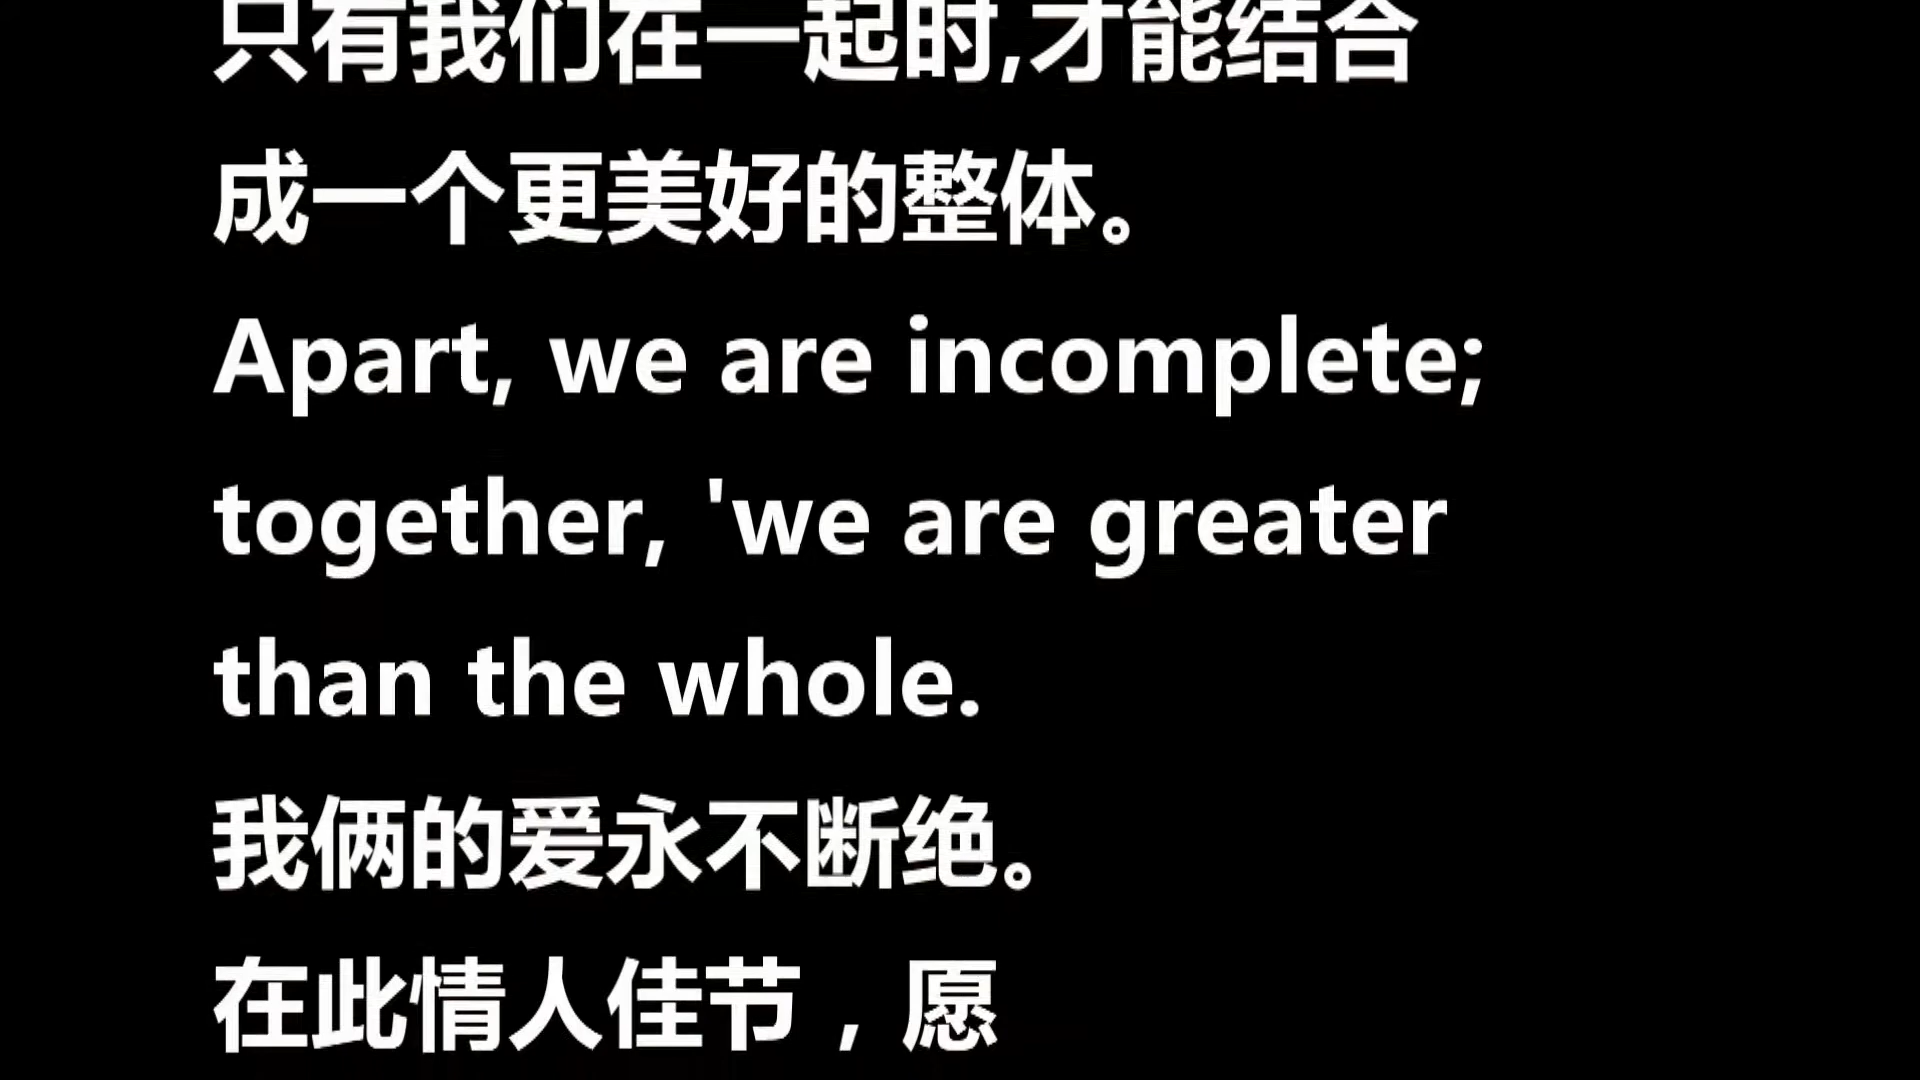 只有我们在一起时,才能结合
成一个更美好的整体。
Apart, we are incomplete;
together, 'we are greater
than the whole.
我俩的爱永不断绝。
在此情人佳节，愿